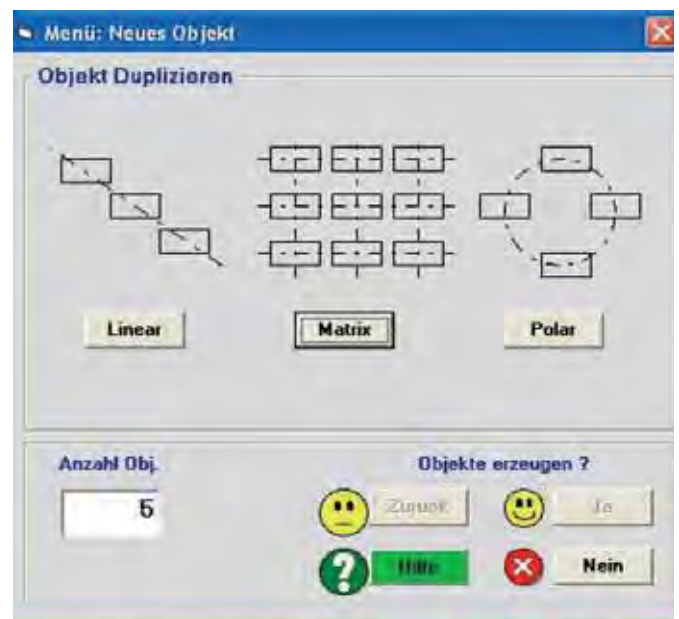 Menü: Neues Objekt
Objekt Duplizieren
Linear Matrix Polar
Anzahl Obj. Objekte erzeugen ?
5 Zurück Ja
? Hilfe Nein